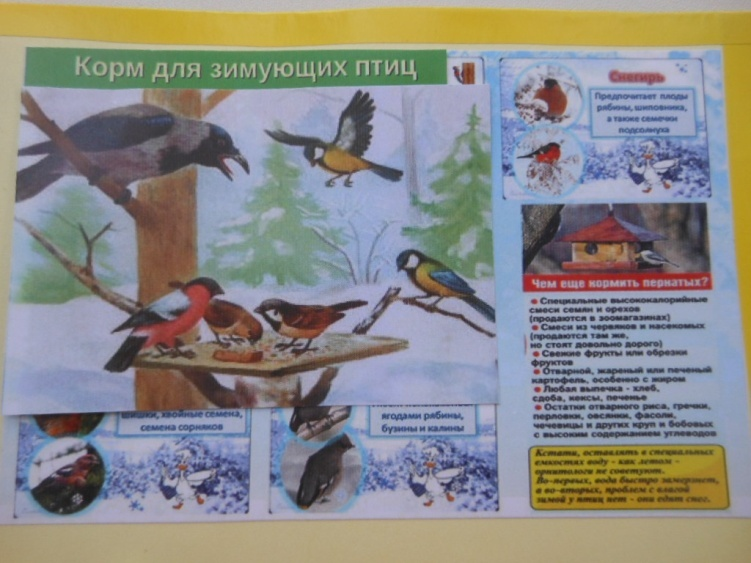 Корм для зимующих птиц
Снегирь
Предпочитает плоды
рябины, шиповника,
а также семечки
подсолнуха
Чем еще кормить пернатых?
Специальные высококалорийные
смеси семян и орехов
(продаются в зоомагазинах)
Смеси из червяков и насекомых
(продаются там же,
но стоят довольно дорого)
Свежие фрукты или обрезки
фруктов
Отварной, жареный или печеный
картофель, особенно с жиром
Любая выпечка - хлеб,
сдоба, кексы, печенье
Остатки отварного риса, гречки,
перловки, овсянки, фасоли,
чечевицы и других круп и бобовых
с высоким содержанием углеводов
Кстати, оставлять в специальных
емкостях воду - как летом -
орнитологи не советуют.
Во-первых, вода быстро замерзнет,
а во-вторых, проблем с влагой
зимой у птиц нет - они едят снег.
шишки, хвойные семена,
семена сорняков
ягодами рябины,
бузины и калины